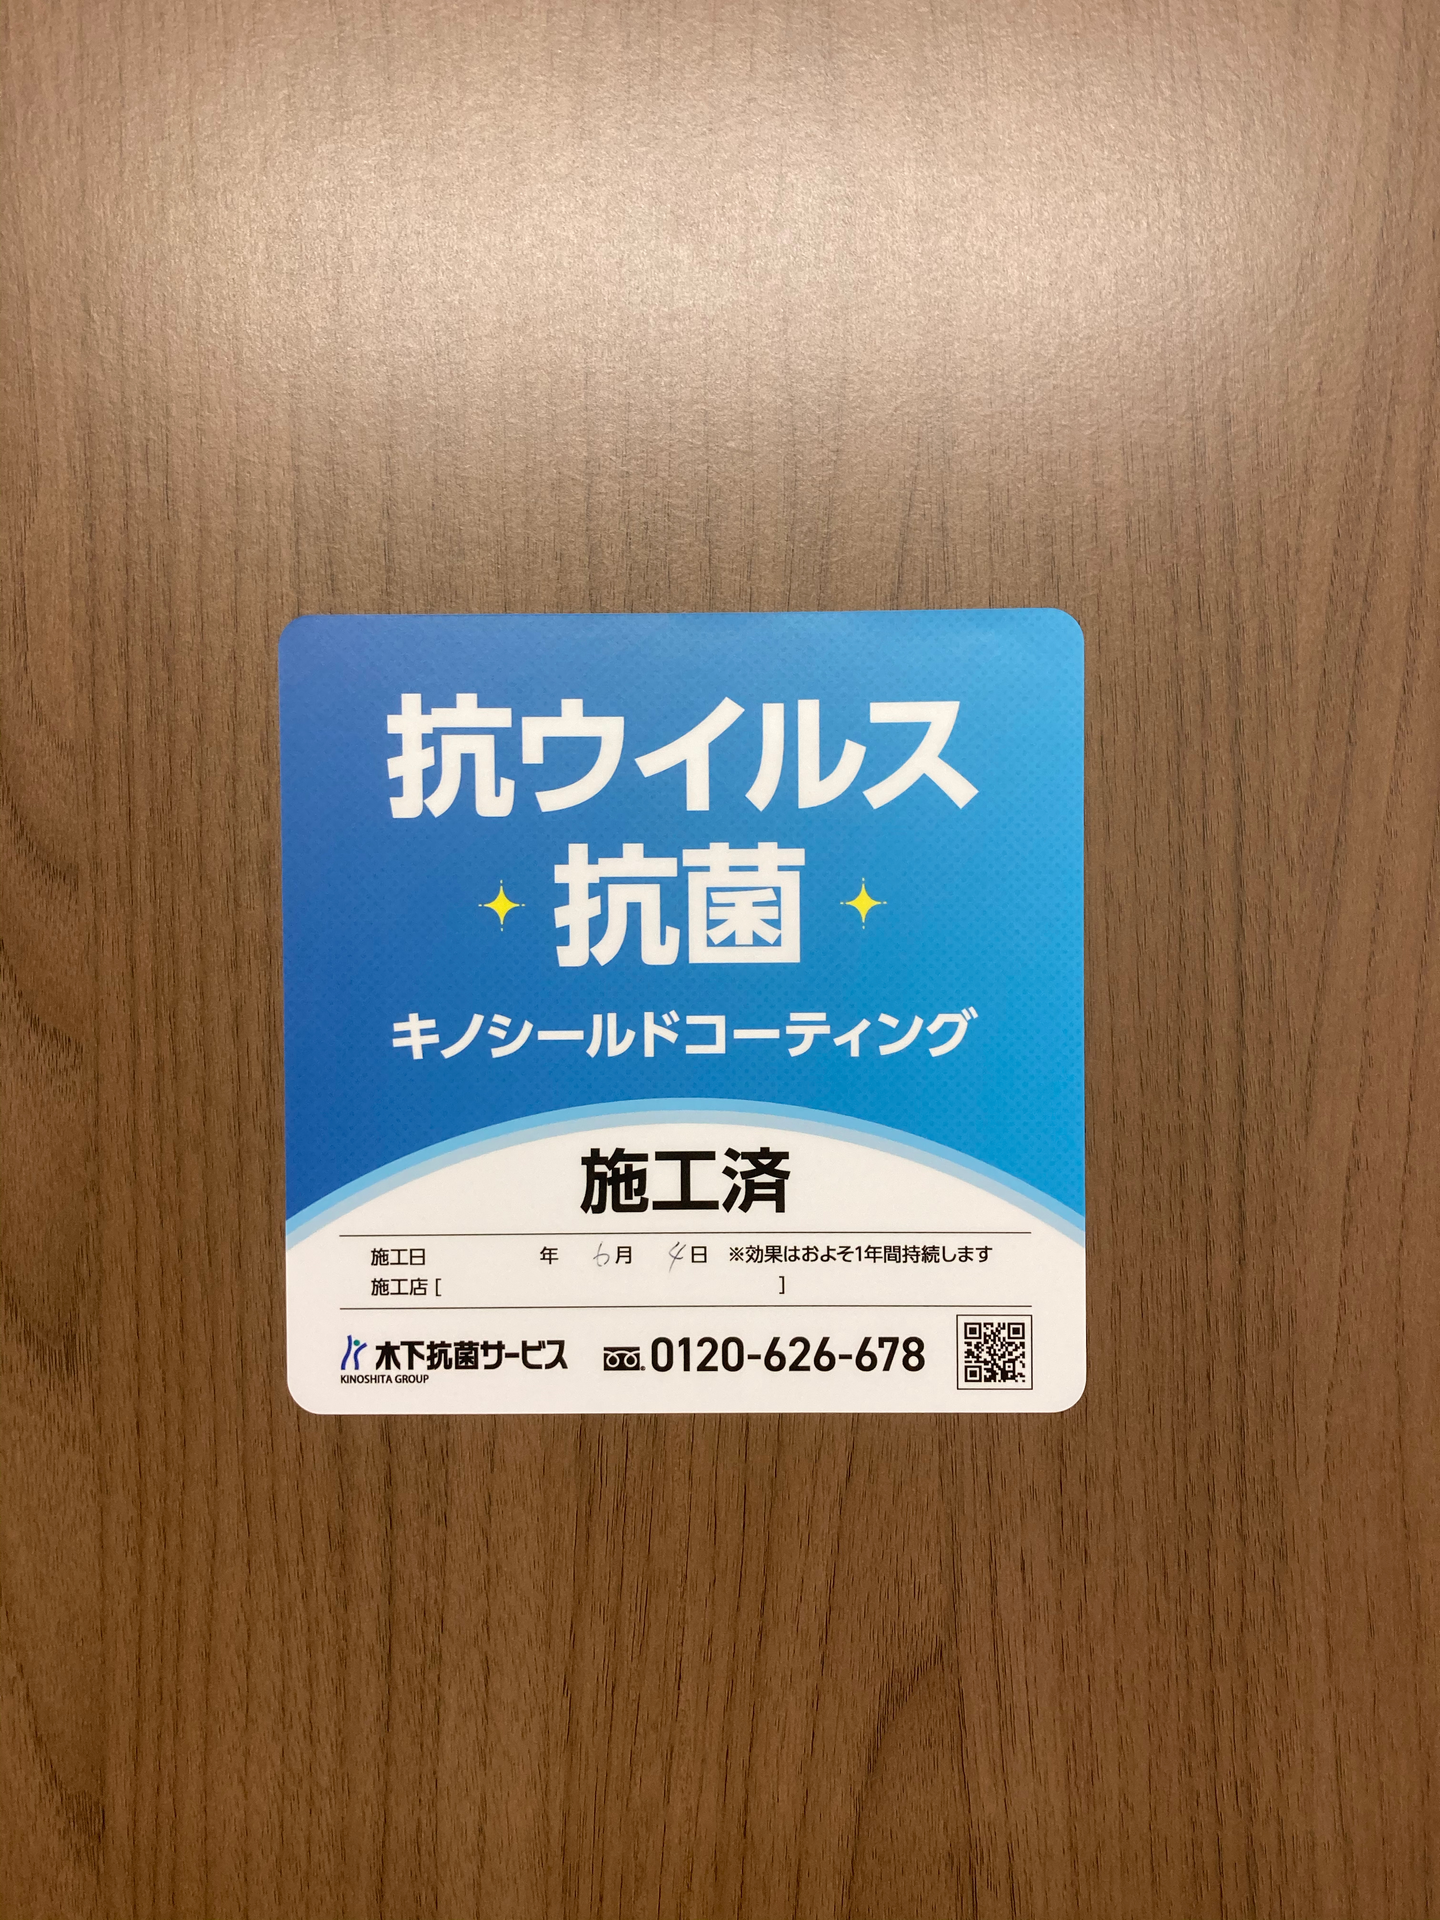 抗ウイルス
抗菌
キノシールドコーティング
施工済
施工日 年 6月 4日 ※効果はおよそ1年間持続します
施工店 [ ]
木下抗菌サービス 0120-626-678
KINOSHITA GROUP